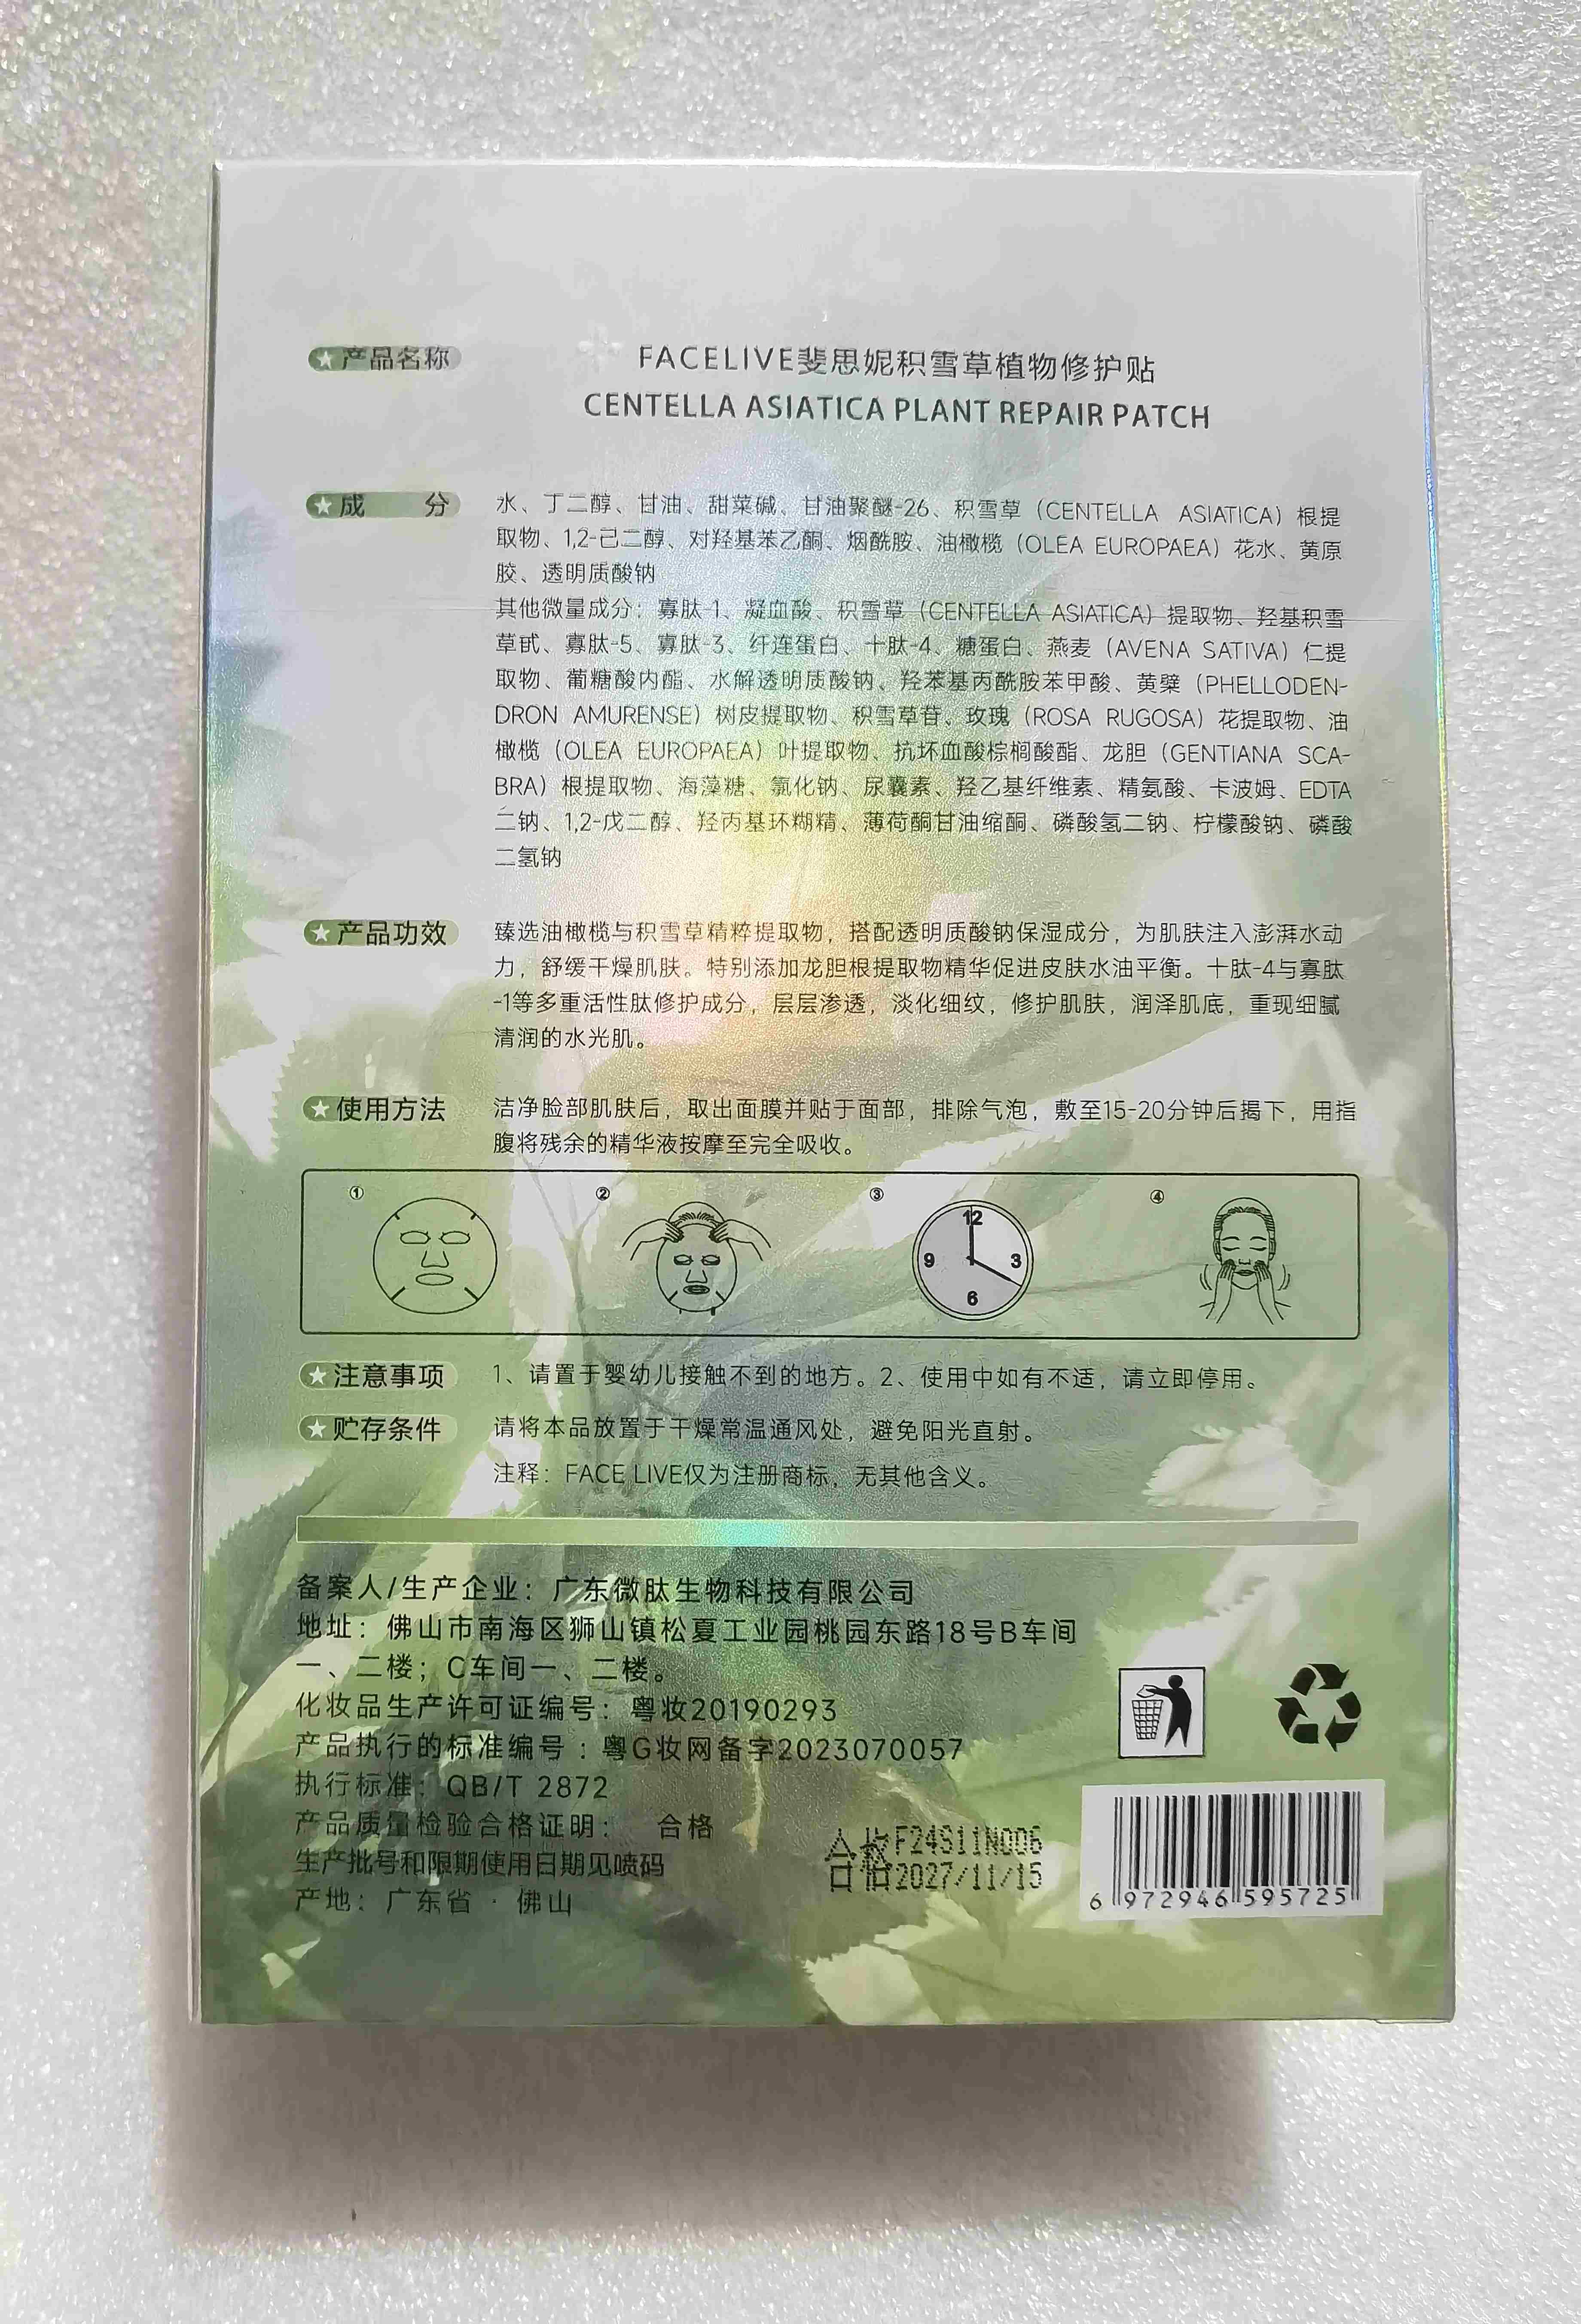 产品名称
FACELIVE斐思妮积雪草植物修护贴
CENTELLA ASIATICA PLANT REPAIR PATCH
成 分
水、丁二醇、甘油、甜菜碱、甘油聚醚-26、积雪草（CENTELLA ASIATICA）根提
取物、1,2-己二醇、对羟基苯乙酮、烟酰胺、油橄榄（OLEA EUROPAEA）花水、黄原
胶、透明质酸钠
其他微量成分：寡肽-1、凝血酸、积雪草（CENTELLA ASIATICA）提取物、羟基积雪
草甙、寡肽-5、寡肽-3、纤连蛋白、十肽-4、糖蛋白、燕麦（AVENA SATIVA）仁提
取物、葡糖酸内酯、水解透明质酸钠、羟苯基丙酰胺苯甲酸、黄檗（PHELLODEN-
DRON AMURENSE）树皮提取物、积雪草苷、玫瑰（ROSA RUGOSA）花提取物、油
橄榄（OLEA EUROPAEA）叶提取物、抗坏血酸棕榈酸酯、龙胆（GENTIANA SCA-
BRA）根提取物、海藻糖、氯化钠、尿囊素、羟乙基纤维素、精氨酸、卡波姆、EDTA
二钠、1,2-戊二醇、羟丙基环糊精、薄荷酮甘油缩酮、磷酸氢二钠、柠檬酸钠、磷酸
二氢钠
产品功效
臻选油橄榄与积雪草精粹提取物，搭配透明质酸钠保湿成分，为肌肤注入澎湃水动
力，舒缓干燥肌肤。特别添加龙胆根提取物精华促进皮肤水油平衡。十肽-4与寡肽
-1等多重活性肽修护成分，层层渗透，淡化细纹，修护肌肤，润泽肌底，重现细腻
清润的水光肌。
使用方法
洁净脸部肌肤后，取出面膜并贴于面部，排除气泡，敷至15-20分钟后揭下，用指
腹将残余的精华液按摩至完全吸收。
① ② ③ ④
12
9 3
6
注意事项
1、请置于婴幼儿接触不到的地方。2、使用中如有不适，请立即停用。
贮存条件
请将本品放置于干燥常温通风处，避免阳光直射。
注释：FACE LIVE仅为注册商标，无其他含义。
备案人/生产企业：广东微肽生物科技有限公司
地址：佛山市南海区狮山镇松夏工业园桃园东路18号B车间
一、二楼；C车间一、二楼。
化妆品生产许可证编号：粤妆20190293
产品执行的标准编号：粤G妆网备字2023070057
执行标准：QB/T 2872
产品质量检验合格证明： 合格
生产批号和限期使用日期见喷码
产地：广东省·佛山
合格F24S11N006
2027/11/15
6 972946 595725